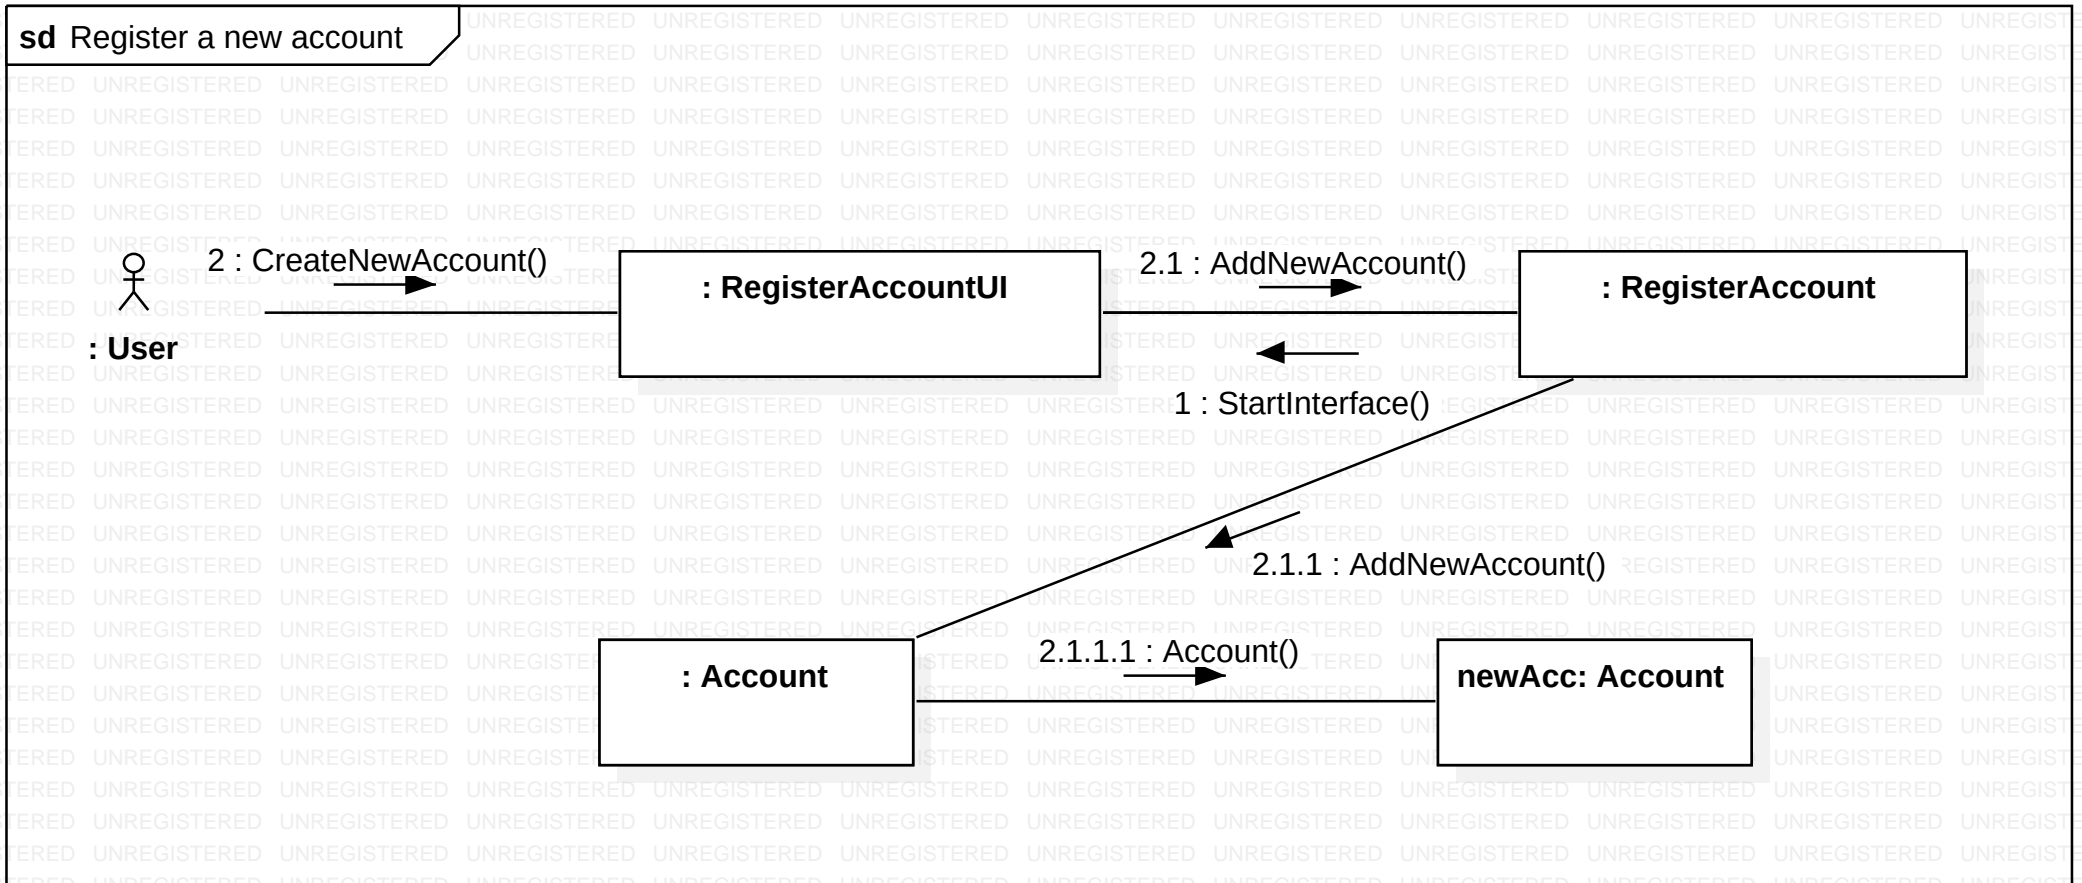 sd Register a new account
2 : CreateNewAccount()
: User
: RegisterAccountUI
2.1 : AddNewAccount()
1 : StartInterface()
: RegisterAccount
2.1.1 : AddNewAccount()
: Account
2.1.1.1 : Account()
newAcc: Account
UNREGISTERED